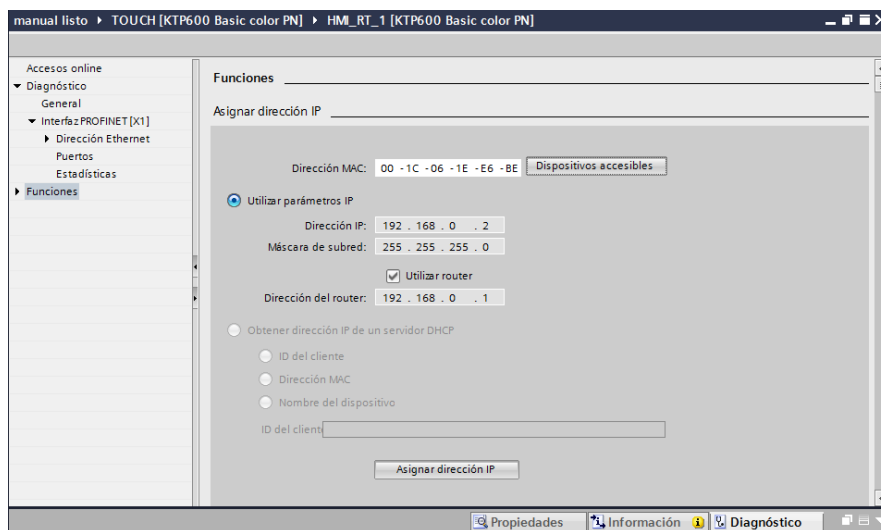 manual listo ▸ TOUCH [KTP600 Basic color PN] ▸ HMI_RT_1 [KTP600 Basic color PN]
Accesos online
Diagnóstico
General
Interfaz PROFINET [X1]
Dirección Ethernet
Puertos
Estadísticas
Funciones
Funciones
Asignar dirección IP
Dirección MAC: 00 -1C -06 -1E -E6 -BE Dispositivos accesibles
Utilizar parámetros IP
Dirección IP: 192 . 168 . 0 . 2
Máscara de subred: 255 . 255 . 255 . 0
Utilizar router
Dirección del router: 192 . 168 . 0 . 1
Obtener dirección IP de un servidor DHCP
ID del cliente
Dirección MAC
Nombre del dispositivo
ID del cliente
Asignar dirección IP
Propiedades Información Diagnóstico